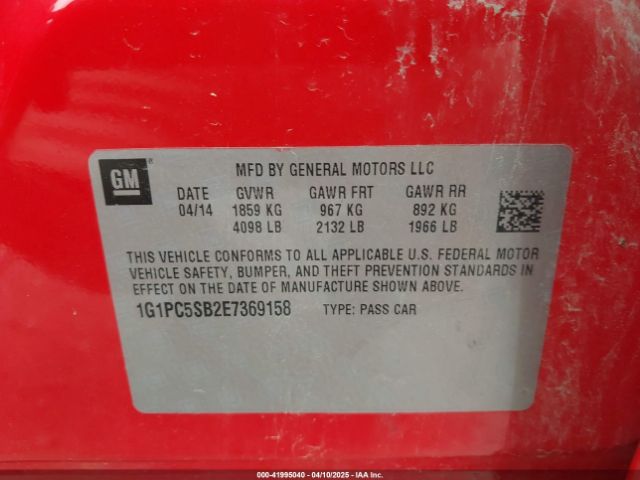 GM®
MFD BY GENERAL MOTORS LLC
DATE GVWR GAWR FRT GAWR RR
04/14 1859 KG 967 KG 892 KG
4098 LB 2132 LB 1966 LB
THIS VEHICLE CONFORMS TO ALL APPLICABLE U.S. FEDERAL MOTOR
VEHICLE SAFETY, BUMPER, AND THEFT PREVENTION STANDARDS IN
EFFECT ON THE DATE OF MANUFACTURE SHOWN ABOVE.
1G1PC5SB2E7369158 TYPE: PASS CAR
000-41995040 - 04/10/2025 - IAA Inc.